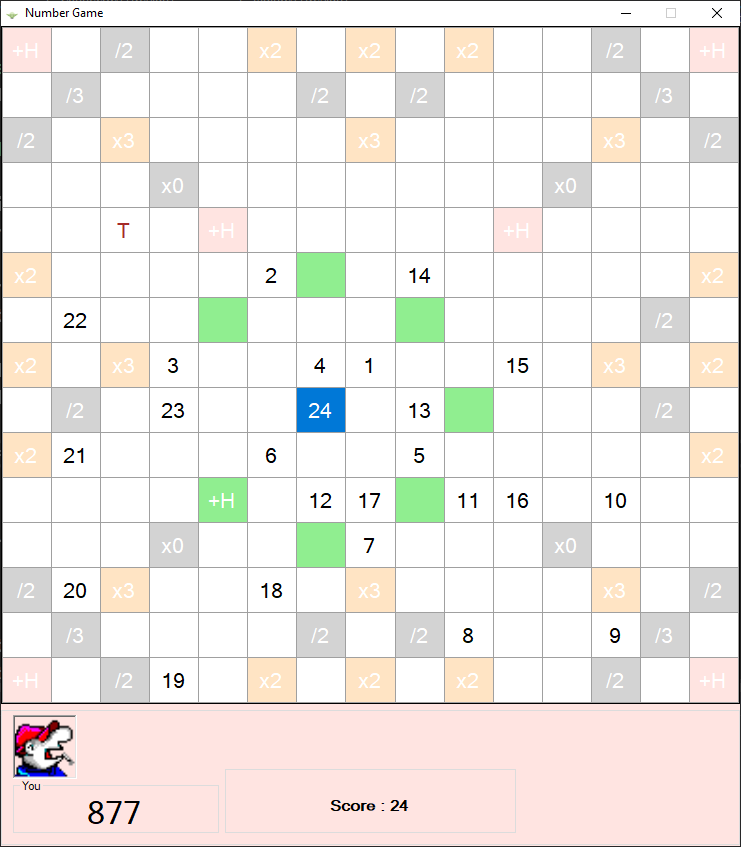 Number Game
+H /2 x2 x2 x2 /2 +H
/3 /2 /2 /3
/2 x3 x3 x3 /2
x0 x0
T +H +H
x2 2 14 x2
22 /2
x2 x3 3 4 1 15 x3 x2
/2 23 24 13 /2
x2 21 6 5 x2
+H 12 17 11 16 10
x0 7 x0
/2 20 x3 18 x3 x3 /2
/3 /2 /2 8 9 /3
+H /2 19 x2 x2 x2 /2 +H
You
877
Score : 24